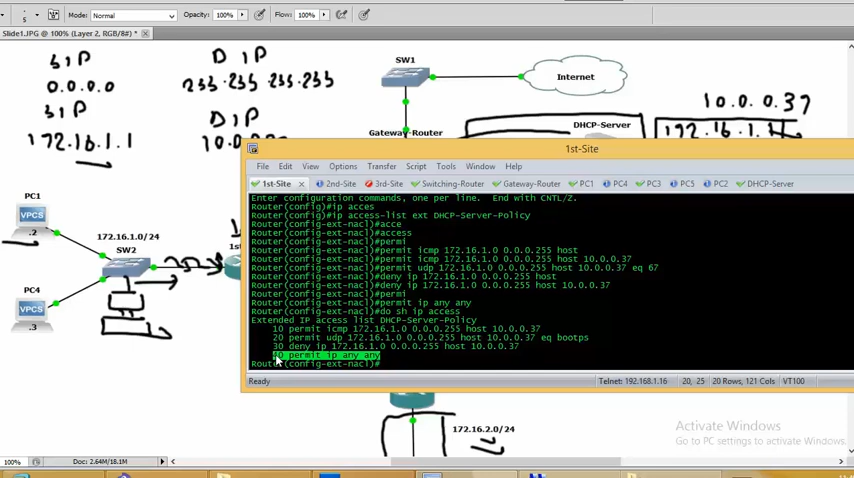 5
Mode: Normal
Opacity: 100%
Flow: 100%
Slide1.JPG @ 100% (Layer 2, RGB/8#) *
SIP
0.0.0.0
SIP
172.16.1.1
DIP
255.255.255.255
DIP
10.0.0.37
SW1
Internet
10.0.0.37
Gateway-Router
DHCP-Server
172.16.1.1
PC1
VPCS
.2
172.16.1.0/24
SW2
PC4
VPCS
.3
1st-Site
File Edit View Options Transfer Script Tools Window Help
1st-Site 2nd-Site 3rd-Site Switching-Router Gateway-Router PC1 PC4 PC3 PC5 PC2 DHCP-Server
Enter configuration commands, one per line. End with CNTL/Z.
Router(config)#ip acces
Router(config)#ip access-list ext DHCP-Server-Policy
Router(config-ext-nacl)#acce
Router(config-ext-nacl)#access
Router(config-ext-nacl)#permi
Router(config-ext-nacl)#permit icmp 172.16.1.0 0.0.0.255 host
Router(config-ext-nacl)#permit icmp 172.16.1.0 0.0.0.255 host 10.0.0.37
Router(config-ext-nacl)#permit udp 172.16.1.0 0.0.0.255 host 10.0.0.37 eq 67
Router(config-ext-nacl)#deny ip 172.16.1.0 0.0.0.255 host
Router(config-ext-nacl)#deny ip 172.16.1.0 0.0.0.255 host 10.0.0.37
Router(config-ext-nacl)#permi
Router(config-ext-nacl)#permit ip any any
Router(config-ext-nacl)#do sh ip access
Extended IP access list DHCP-Server-Policy
10 permit icmp 172.16.1.0 0.0.0.255 host 10.0.0.37
20 permit udp 172.16.1.0 0.0.0.255 host 10.0.0.37 eq bootps
30 deny ip 172.16.1.0 0.0.0.255 host 10.0.0.37
40 permit ip any any
Router(config-ext-nacl)#
Ready
Telnet: 192.168.1.16 20, 25 20 Rows, 121 Cols VT100
172.16.2.0/24
Activate Windows
Go to PC settings to activate Windows.
100%
Doc: 2.64M/18.1M